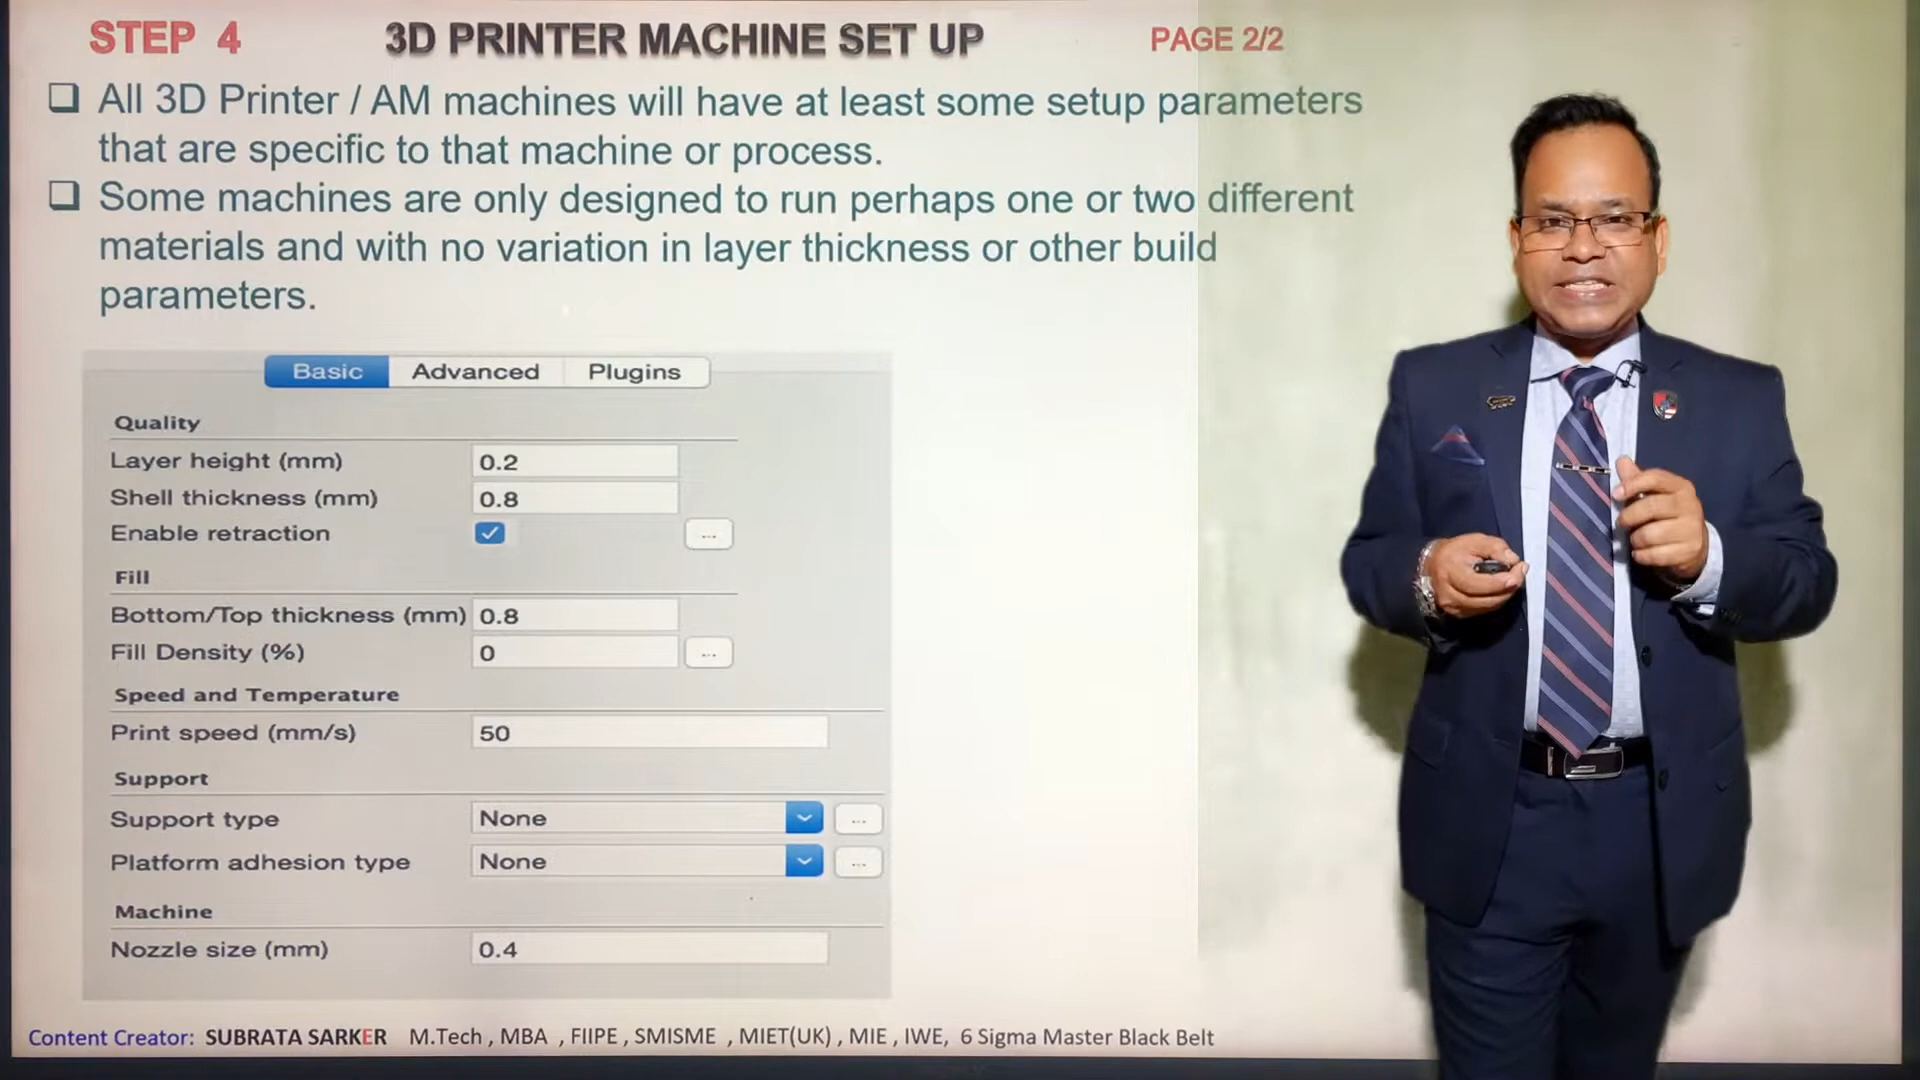 STEP 4 3D PRINTER MACHINE SET UP PAGE 2/2
All 3D Printer / AM machines will have at least some setup parameters
that are specific to that machine or process.
Some machines are only designed to run perhaps one or two different
materials and with no variation in layer thickness or other build
parameters.
Basic Advanced Plugins
Quality
Layer height (mm) 0.2
Shell thickness (mm) 0.8
Enable retraction ...
Fill
Bottom/Top thickness (mm) 0.8
Fill Density (%) 0 ...
Speed and Temperature
Print speed (mm/s) 50
Support
Support type None ...
Platform adhesion type None ...
Machine
Nozzle size (mm) 0.4
Content Creator: SUBRATA SARKER M.Tech , MBA , FIIPE , SMISME , MIET(UK) , MIE , IWE, 6 Sigma Master Black Belt